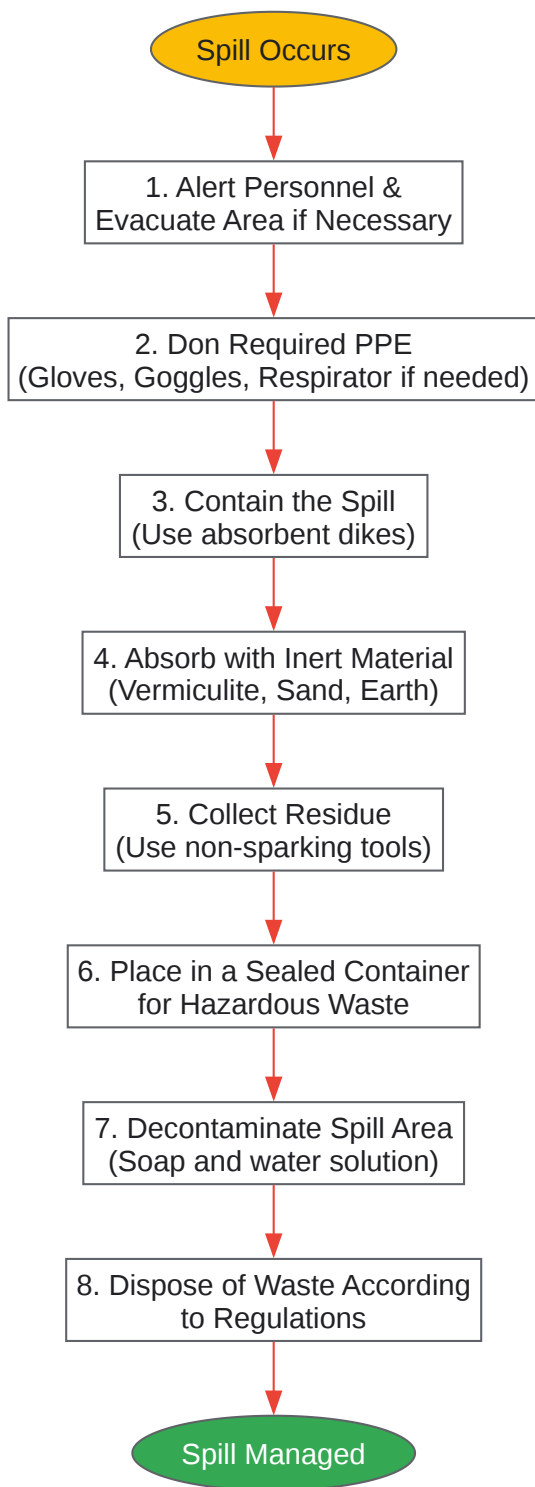 Spill Occurs
1. Alert Personnel &
Evacuate Area if Necessary
2. Don Required PPE
(Gloves, Goggles, Respirator if needed)
3. Contain the Spill
(Use absorbent dikes)
4. Absorb with Inert Material
(Vermiculite, Sand, Earth)
5. Collect Residue
(Use non-sparking tools)
6. Place in a Sealed Container
for Hazardous Waste
7. Decontaminate Spill Area
(Soap and water solution)
8. Dispose of Waste According
to Regulations
Spill Managed